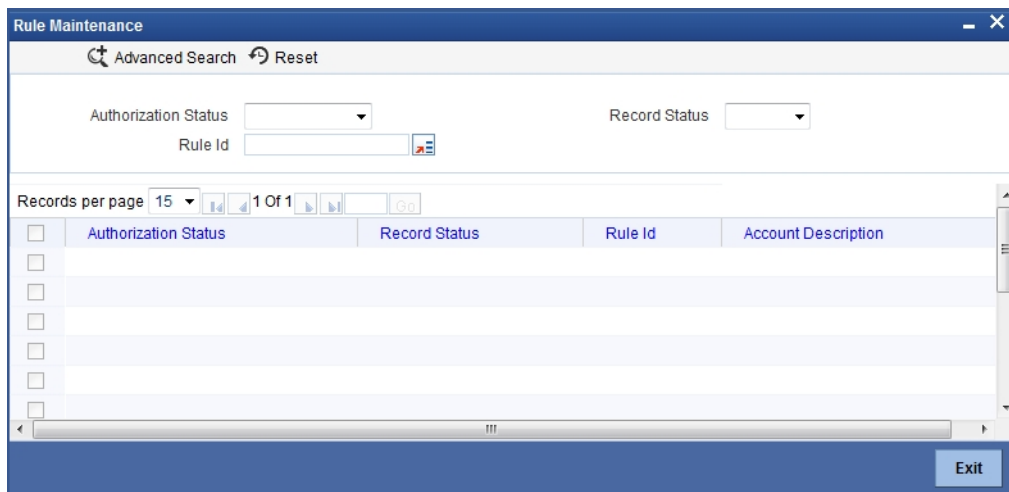 Rule Maintenance
Advanced Search Reset
Authorization Status Record Status
Rule Id
Records per page 15 1 Of 1 Go
Authorization Status Record Status Rule Id Account Description
Exit